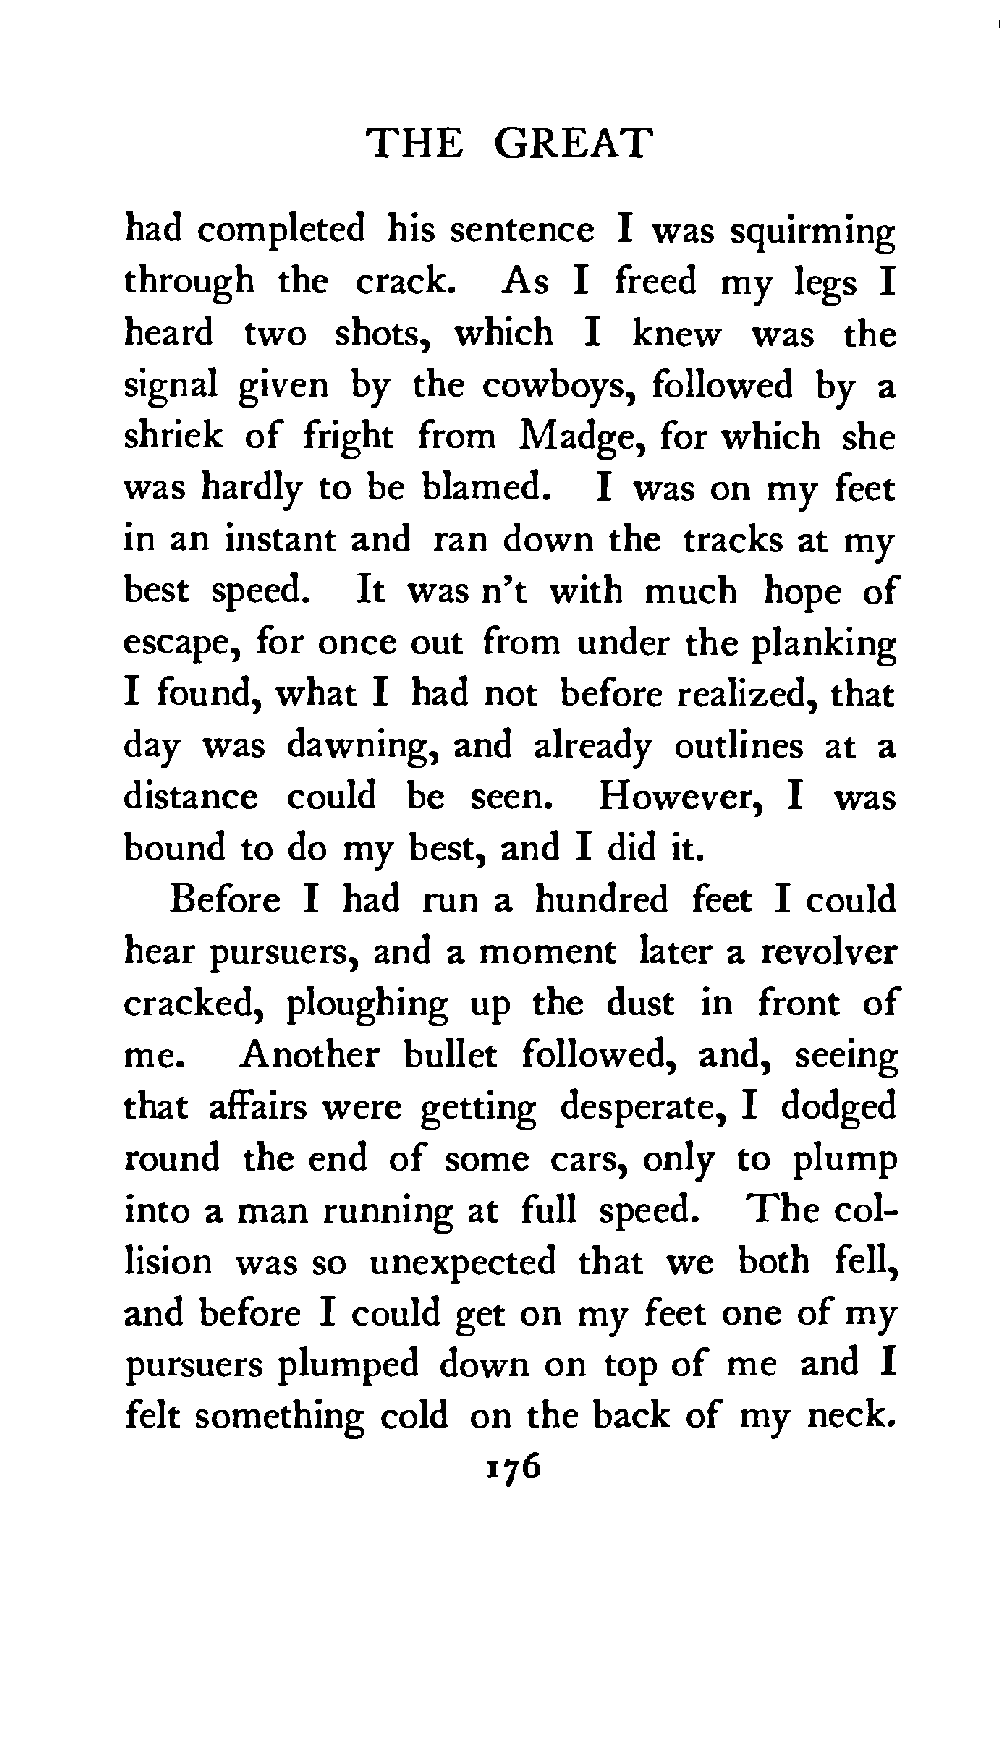 THE GREAT
had completed his sentence I was squirming
through the crack. As I freed my legs I
heard two shots, which I knew was the
signal given by the cowboys, followed by a
shriek of fright from Madge, for which she
was hardly to be blamed. I was on my feet
in an instant and ran down the tracks at my
best speed. It was n't with much hope of
escape, for once out from under the planking
I found, what I had not before realized, that
day was dawning, and already outlines at a
distance could be seen. However, I was
bound to do my best, and I did it.
Before I had run a hundred feet I could
hear pursuers, and a moment later a revolver
cracked, ploughing up the dust in front of
me. Another bullet followed, and, seeing
that affairs were getting desperate, I dodged
round the end of some cars, only to plump
into a man running at full speed. The col-
lision was so unexpected that we both fell,
and before I could get on my feet one of my
pursuers plumped down on top of me and I
felt something cold on the back of my neck.
176